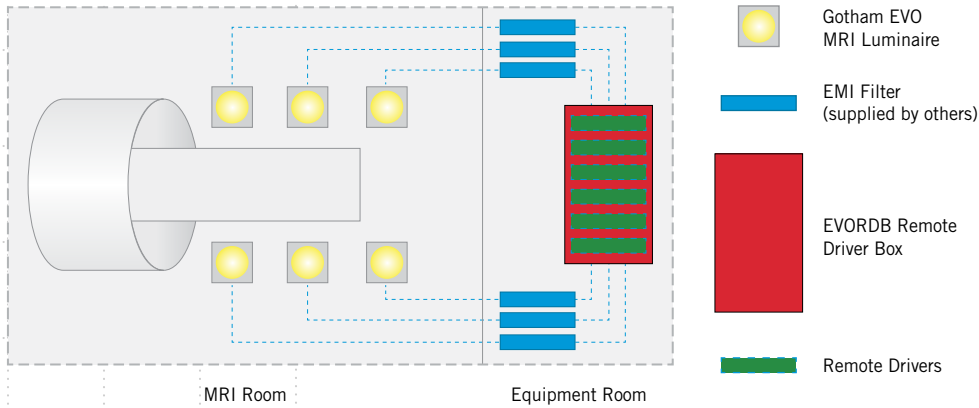 Gotham EVO
MRI Luminaire
EMI Filter
(supplied by others)
EVORDB Remote
Driver Box
Remote Drivers
MRI Room
Equipment Room